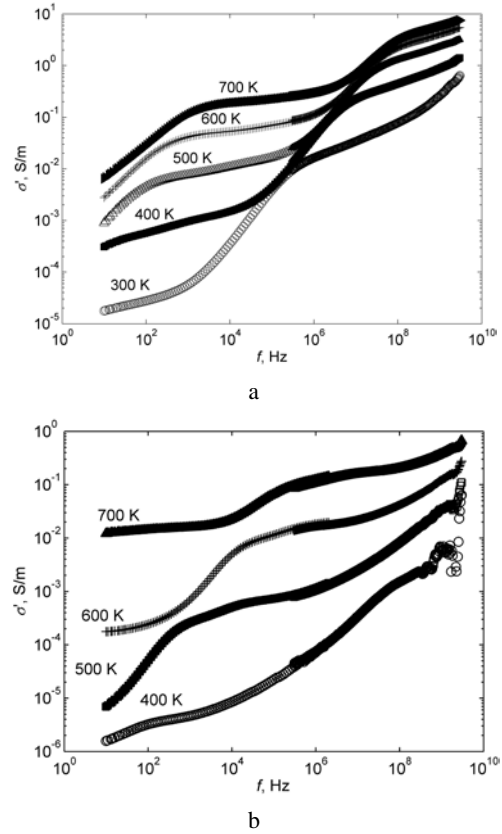 10¹
10⁰
10⁻¹
10⁻²
10⁻³
10⁻⁴
10⁻⁵
σ', S/m
700 K
600 K
500 K
400 K
300 K
10⁰ 10² 10⁴ 10⁶ 10⁸ 10¹⁰
f, Hz
a
10⁰
10⁻¹
10⁻²
10⁻³
10⁻⁴
10⁻⁵
10⁻⁶
σ', S/m
700 K
600 K
500 K
400 K
10⁰ 10² 10⁴ 10⁶ 10⁸ 10¹⁰
f, Hz
b